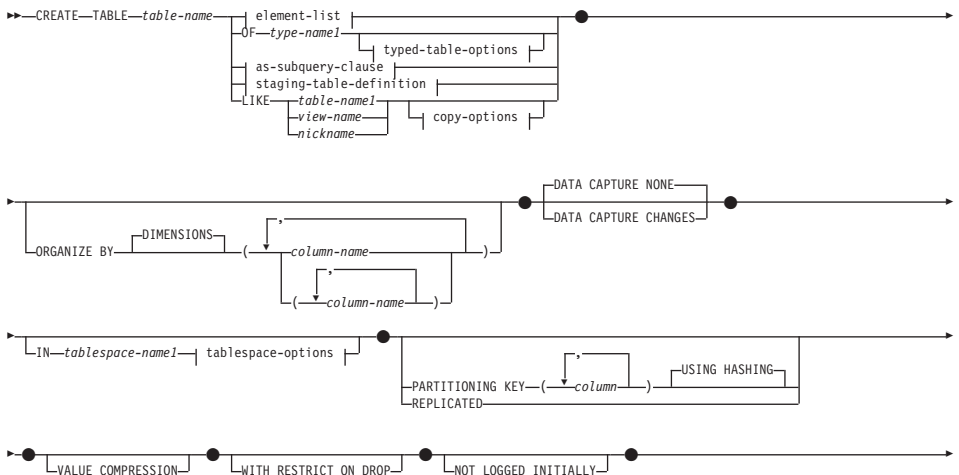 CREATE TABLE table-name element-list
OF type-name1
typed-table-options
as-subquery-clause
staging-table-definition
LIKE table-name1
view-name copy-options
nickname
DATA CAPTURE NONE
DATA CAPTURE CHANGES
ORGANIZE BY DIMENSIONS ( column-name , )
( column-name , )
IN tablespace-name1 tablespace-options
PARTITIONING KEY ( column , ) USING HASHING
REPLICATED
VALUE COMPRESSION WITH RESTRICT ON DROP NOT LOGGED INITIALLY